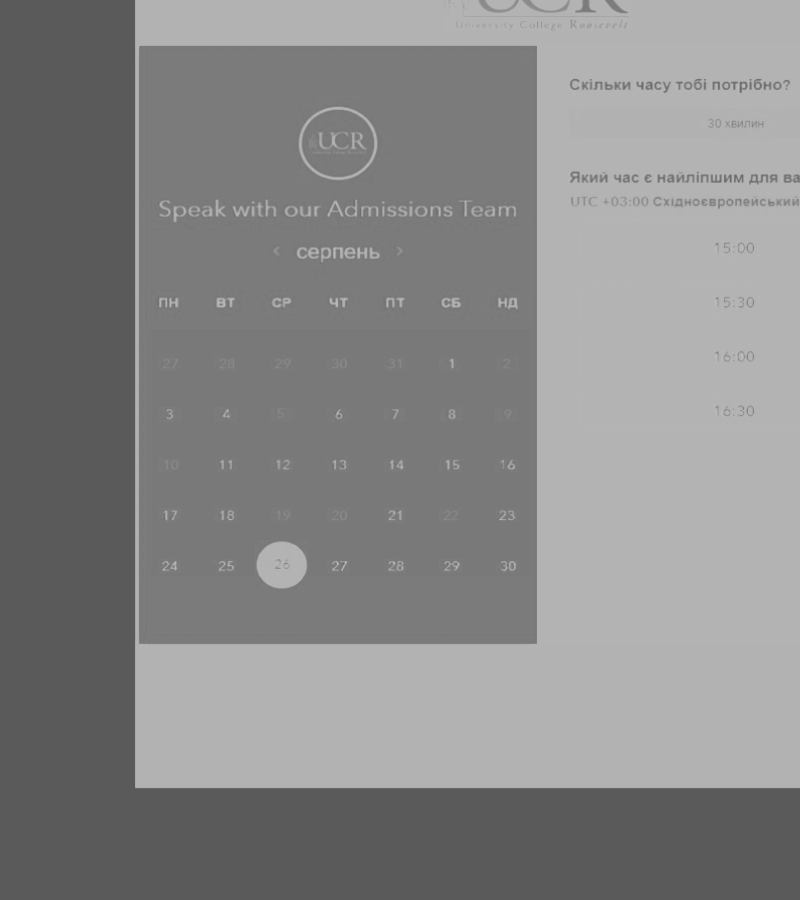 UCR
University College Roosevelt
UCR
Speak with our Admissions Team
< серпень >
ПН ВТ СР ЧТ ПТ СБ НД
27 28 29 30 31 1 2
3 4 5 6 7 8 9
10 11 12 13 14 15 16
17 18 19 20 21 22 23
24 25 26 27 28 29 30
Скільки часу тобі потрібно?
30 хвилин
Який час є найліпшим для ва
UTC +03:00 Східноєвропейський
15:00
15:30
16:00
16:30